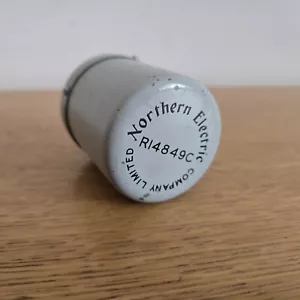 Northern Electric
R14849C
COMPANY LIMITED